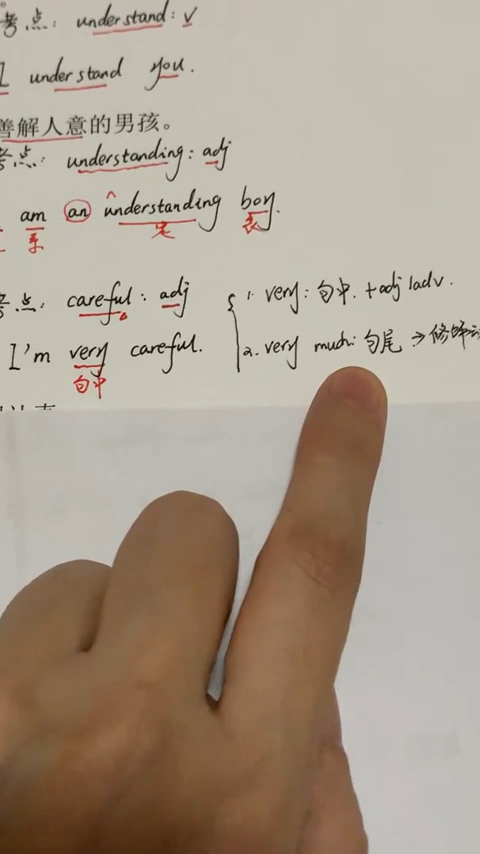 考点: understand: v
I understand you.
善解人意的男孩。
考点: understanding: adj
am an understanding boy.
系 定 表
考点: careful: adj
1. very: 句中. + adj / adv.
I'm very careful.
2. very much: 句尾 → 修饰
句中